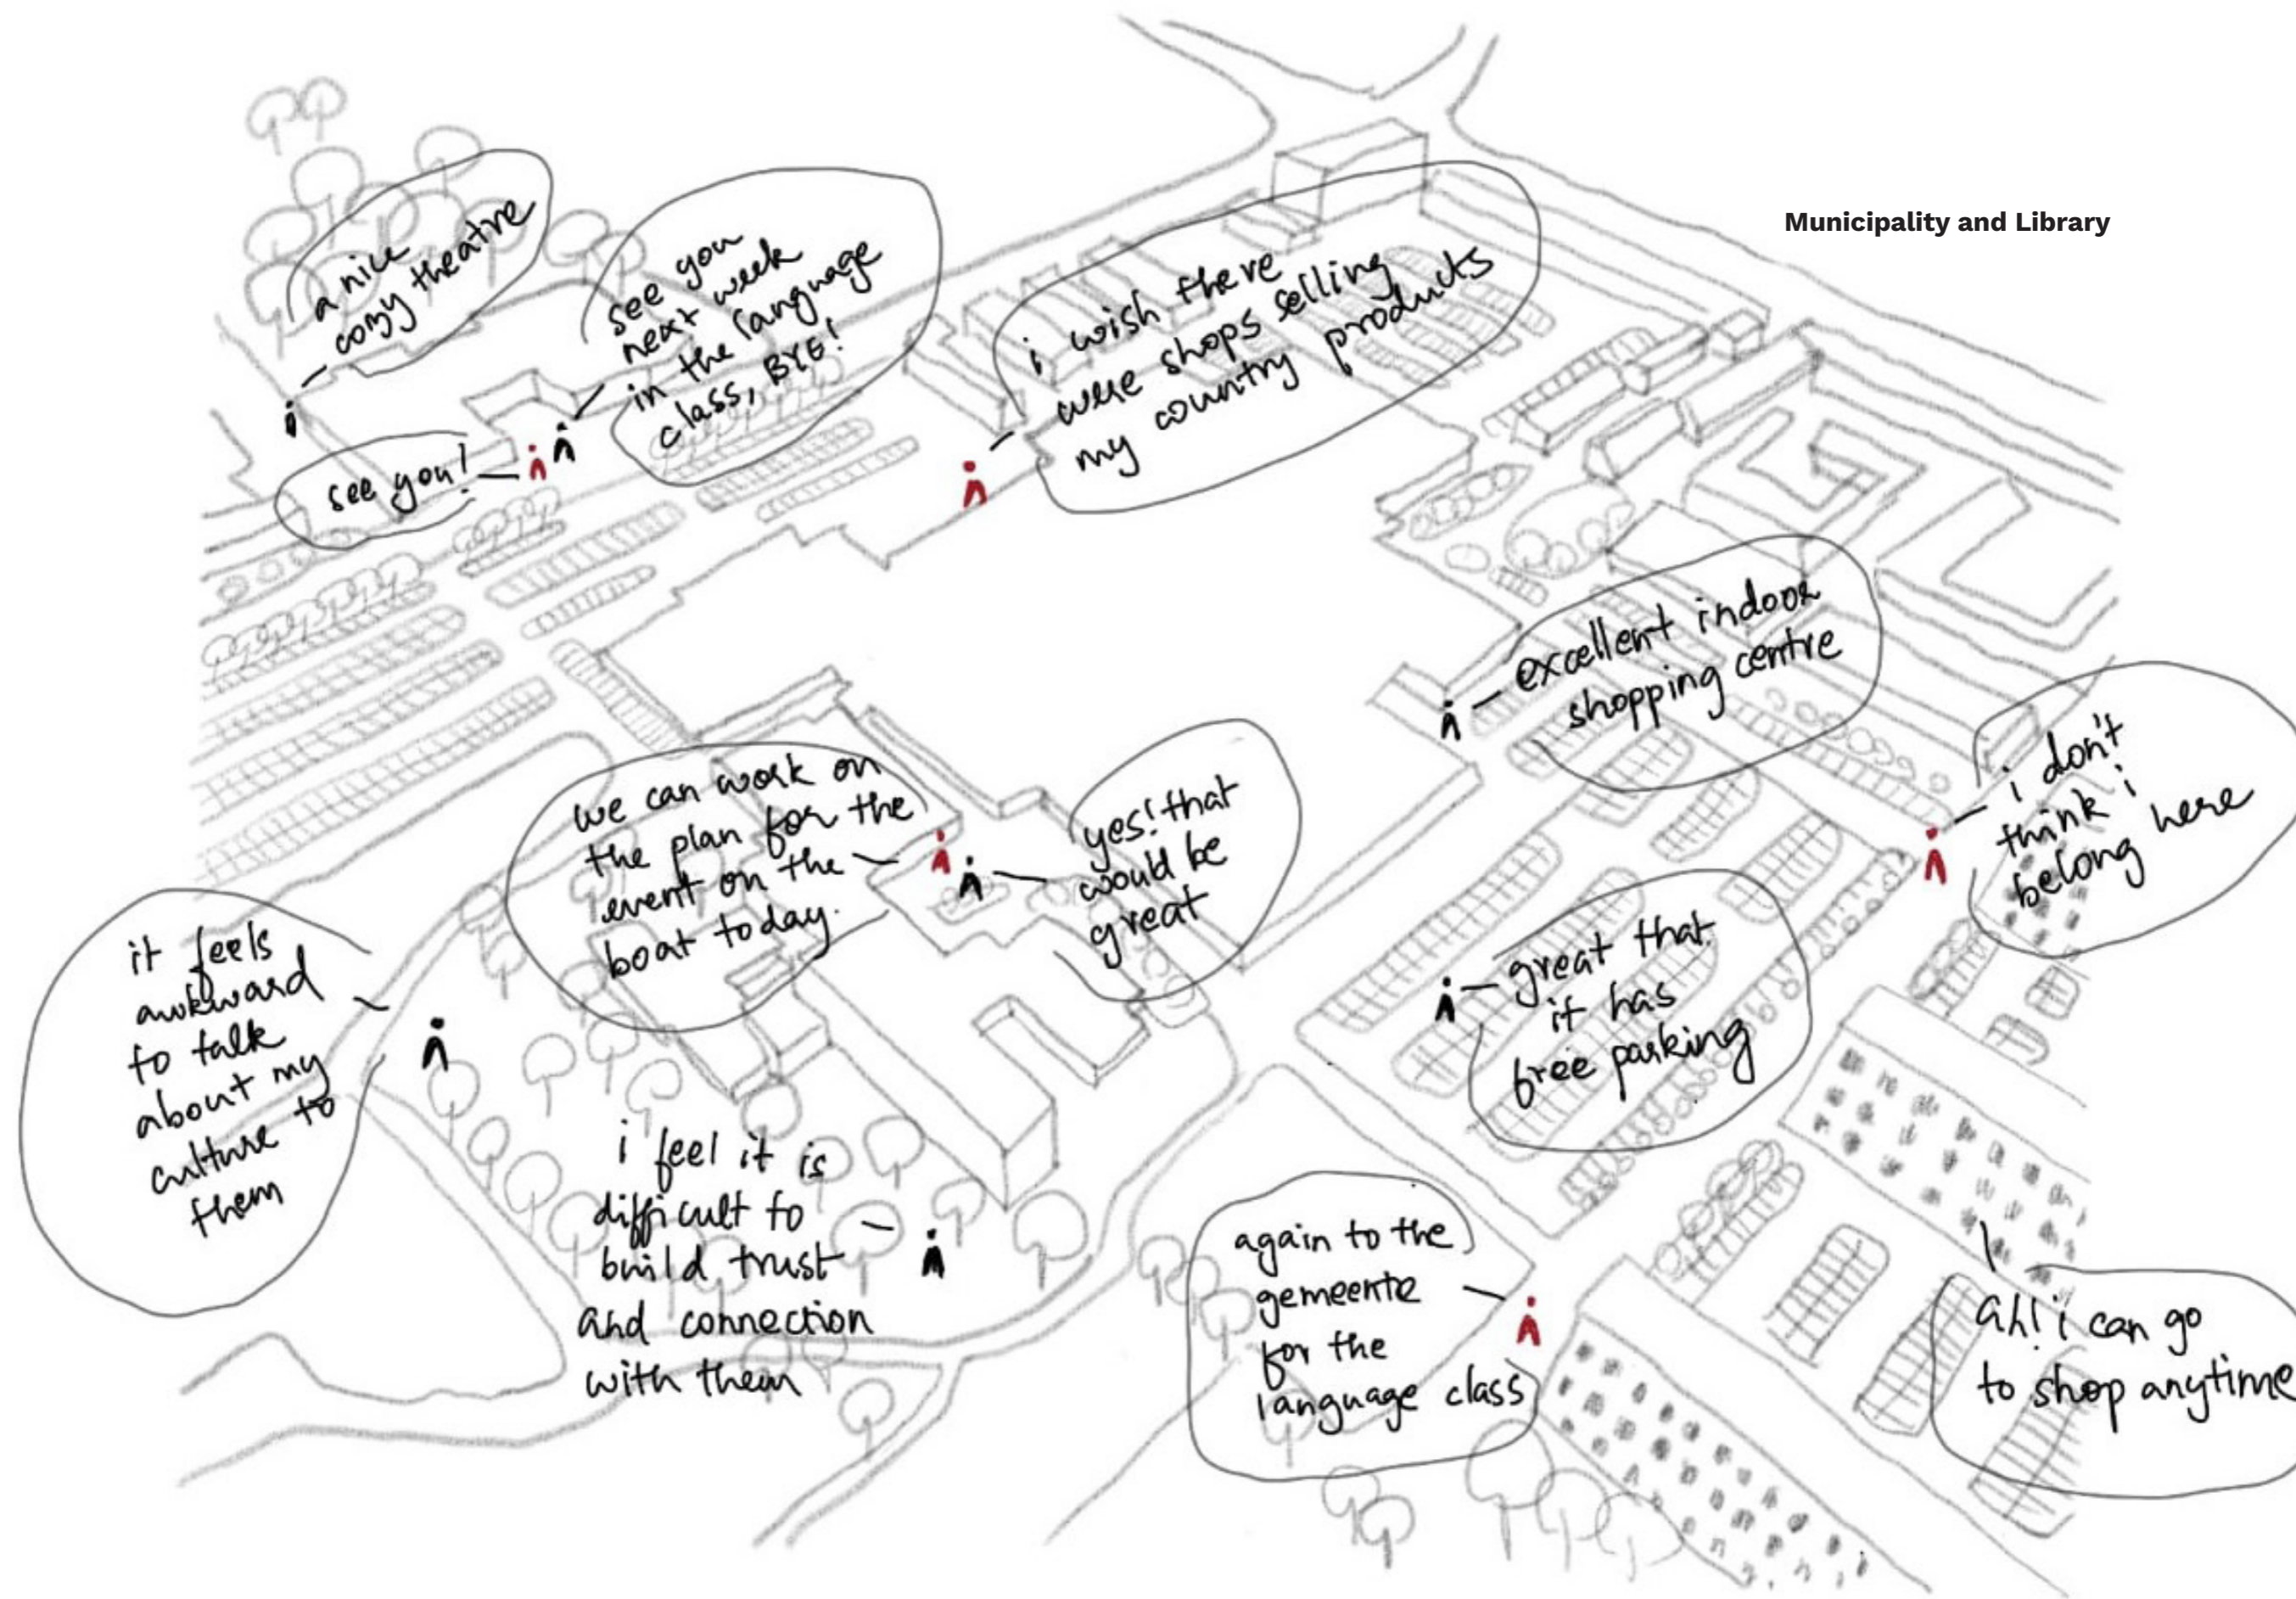 Municipality and Library
a nice
cozy theatre
see you
next week
in the language
class, BYE!
see you!
i wish there
were shops selling
my country products
excellent indoor
shopping centre
i don't
think i
belong here
we can work on
the plan for the
event on the
boat today.
yes! that
would be
great
great that
it has
free parking
it feels
awkward
to talk
about my
culture to
them
i feel it is
difficult to
build trust
and connection
with them
again to the
gemeente
for the
language class
ah! i can go
to shop anytime